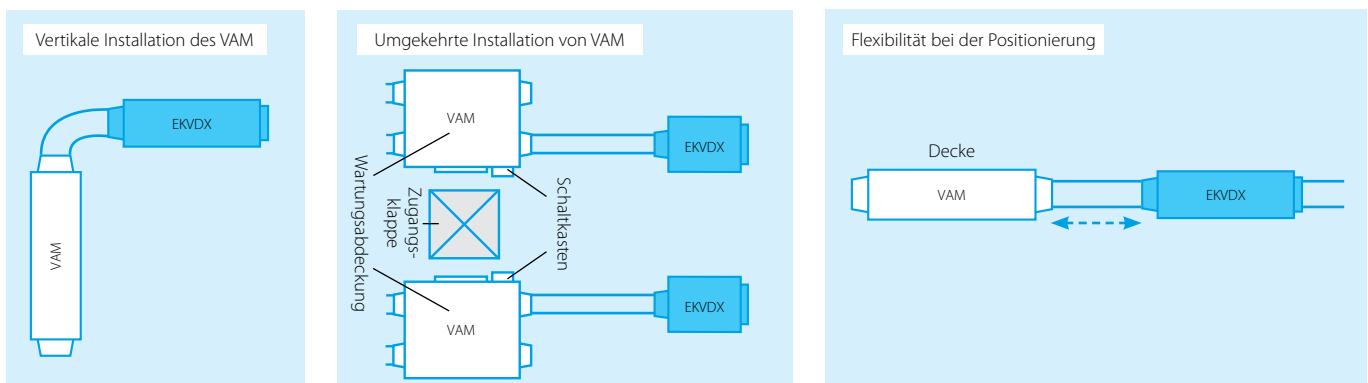 Vertikale Installation des VAM
EKVDX
VAM
Umgekehrte Installation von VAM
VAM
EKVDX
Wartungsabdeckung
Zugangs-
klappe
Schaltkasten
VAM
EKVDX
Flexibilität bei der Positionierung
Decke
VAM
EKVDX